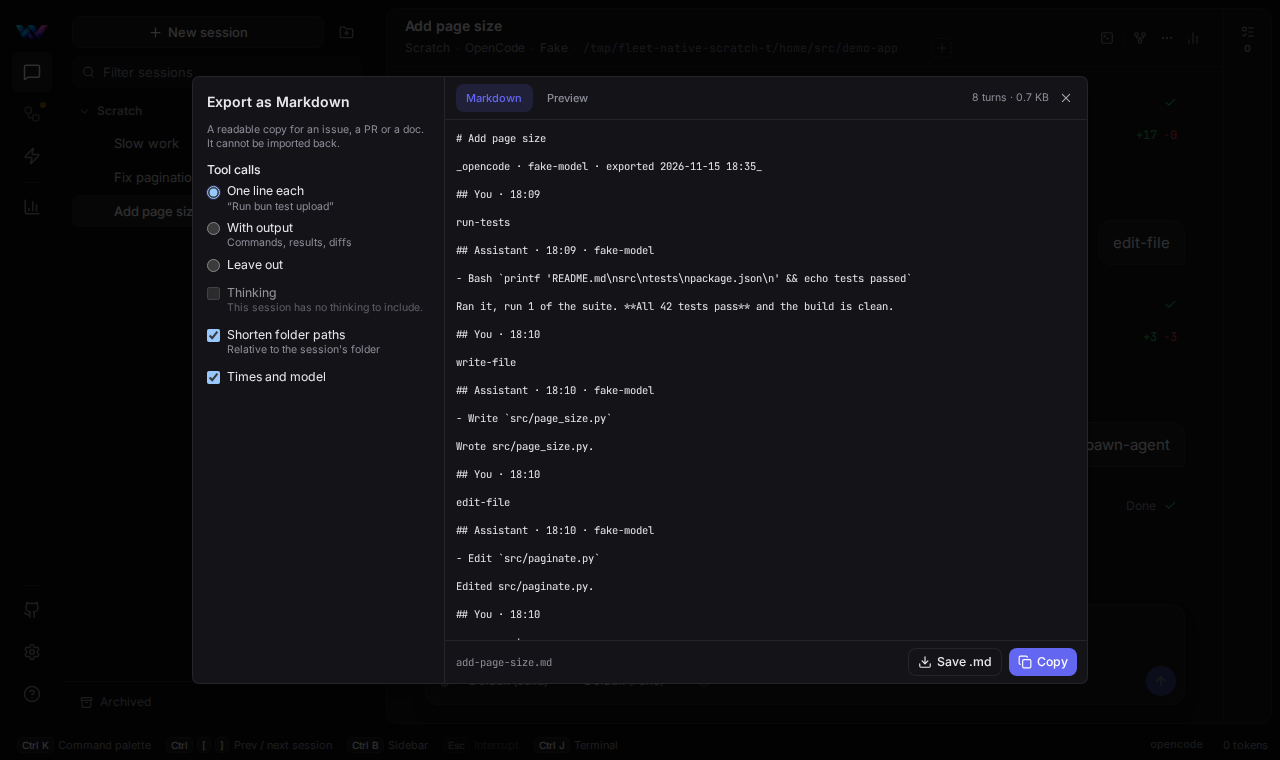 New session
Filter sessions
Scratch
Slow work
Fix paginatio
Add page siz
Archived
Add page size
Scratch OpenCode Fake /tmp/fleet-native-scratch-t/home/src/demo-app
0
+17 -0
edit-file
+3 -3
pawn-agent
Done
Export as Markdown
A readable copy for an issue, a PR or a doc.
It cannot be imported back.
Tool calls
One line each
“Run bun test upload”
With output
Commands, results, diffs
Leave out
Thinking
This session has no thinking to include.
Shorten folder paths
Relative to the session's folder
Times and model
Markdown Preview
8 turns · 0.7 KB
# Add page size
_opencode · fake-model · exported 2026-11-15 18:35_
## You · 18:09
run-tests
## Assistant · 18:09 · fake-model
- Bash `printf 'README.md\nsrc\ntests\npackage.json\n' && echo tests passed`
Ran it, run 1 of the suite. **All 42 tests pass** and the build is clean.
## You · 18:10
write-file
## Assistant · 18:10 · fake-model
- Write `src/page_size.py`
Wrote src/page_size.py.
## You · 18:10
edit-file
## Assistant · 18:10 · fake-model
- Edit `src/paginate.py`
Edited src/paginate.py.
## You · 18:10
add-page-size.md
Save .md
Copy
Ctrl K Command palette Ctrl [ ] Prev / next session Ctrl B Sidebar Esc Interrupt Ctrl J Terminal
opencode 0 tokens